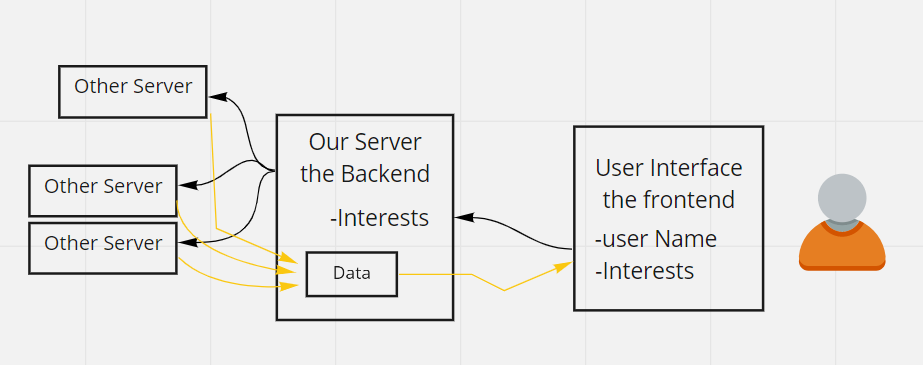 Other Server
Other Server
Other Server
Our Server
the Backend
-Interests
Data
User Interface
the frontend
-user Name
-Interests